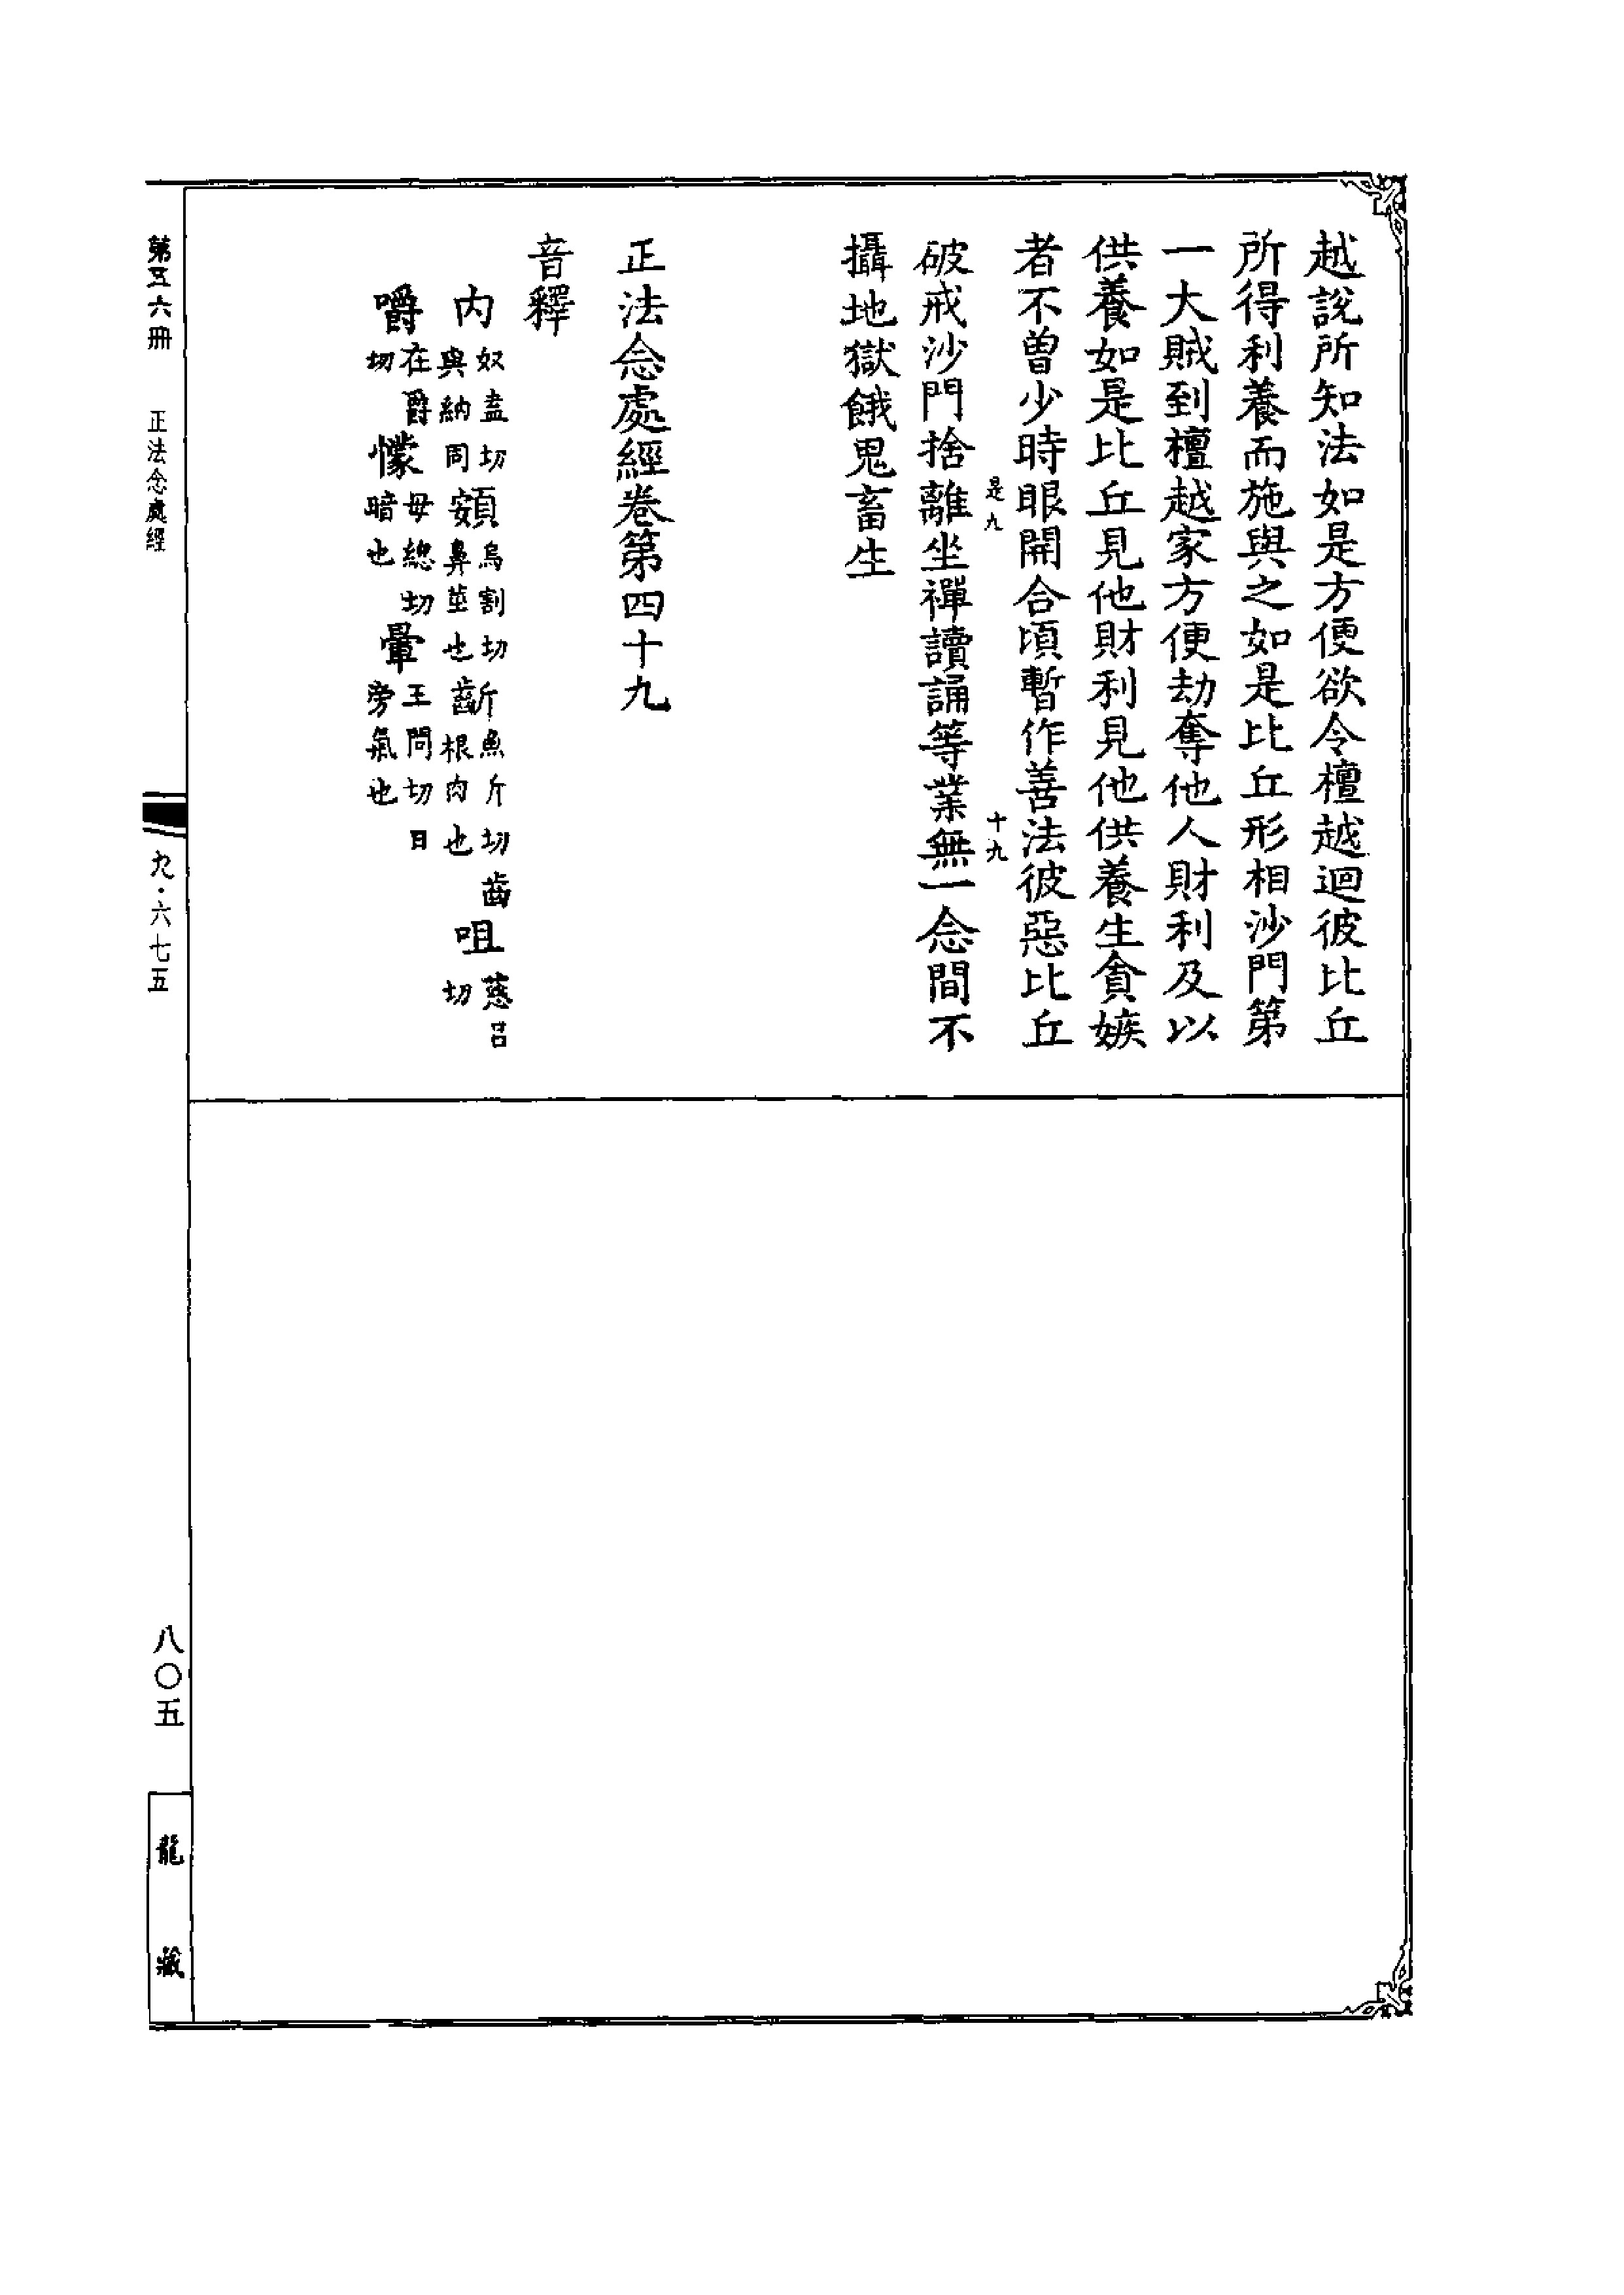 越說所知法如是方便欲令檀越迴彼比丘
所得利養而施與之如是比丘形相沙門第
一大賊到檀越家方便劫奪他人財利及以
供養如是比丘見他財利見他供養生貪嫉
者不曾少時眼開合頃暫作善法彼惡比丘
是九
十九
破戒沙門捨離坐禪讀誦等業無一念間不
攝地獄餓鬼畜生
正法念處經卷第四十九
音釋
內奴盍切與納同頞烏割切鼻莖也齗魚斤切齒根肉也咀慈呂切
嚼在爵切懞母總切暗也暈王問切日旁氣也
第五六冊
正法念處經
九·六七五
八〇五
龍藏